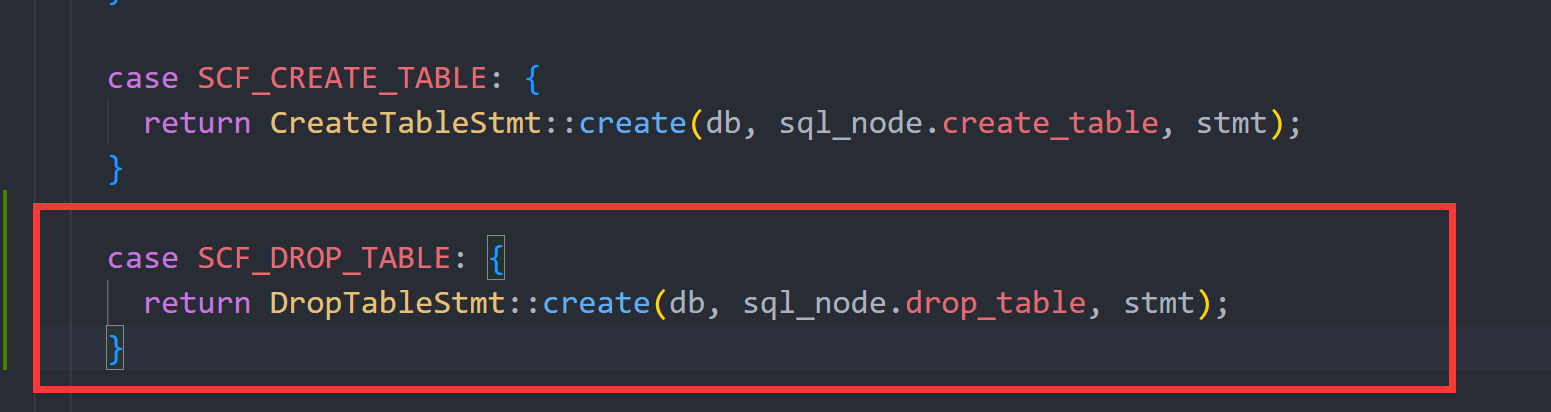 }
case SCF_CREATE_TABLE: {
return CreateTableStmt::create(db, sql_node.create_table, stmt);
}
case SCF_DROP_TABLE: {
return DropTableStmt::create(db, sql_node.drop_table, stmt);
}